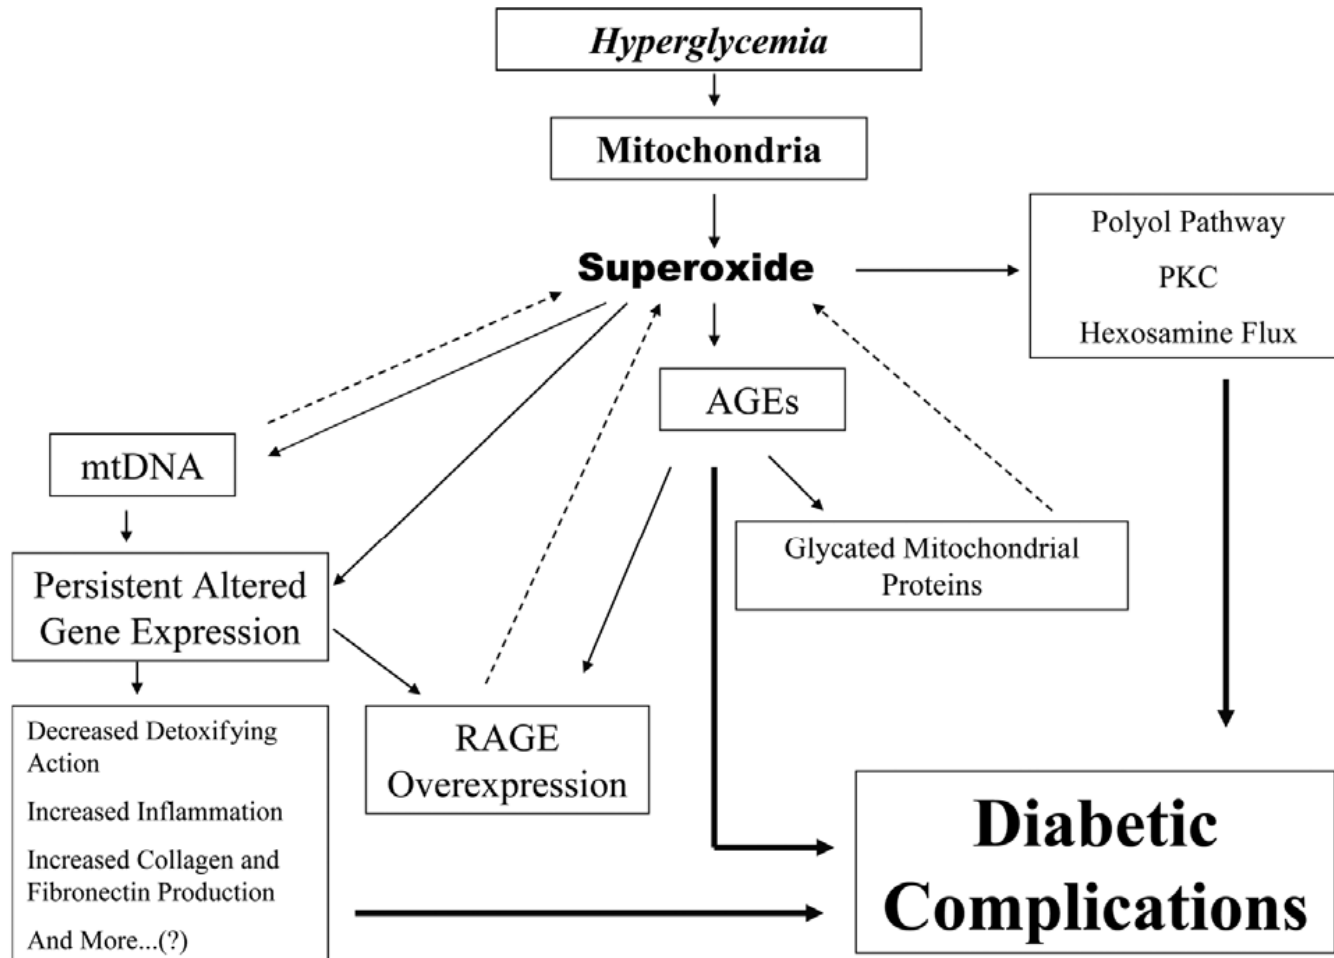 Hyperglycemia
Mitochondria
Superoxide
Polyol Pathway
PKC
Hexosamine Flux
AGEs
mtDNA
Glycated Mitochondrial
Proteins
Persistent Altered
Gene Expression
RAGE
Overexpression
Decreased Detoxifying
Action
Increased Inflammation
Increased Collagen and
Fibronectin Production
And More...(?)
Diabetic
Complications